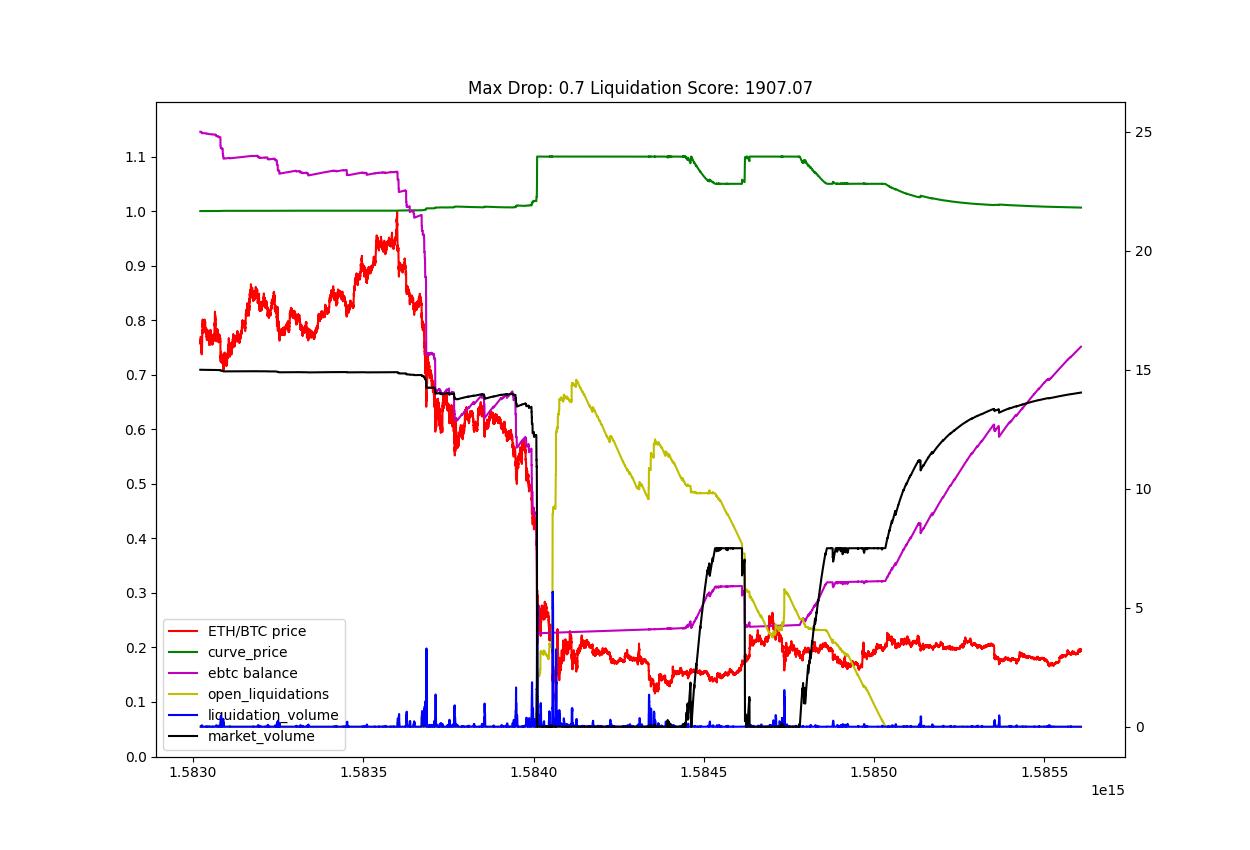 Max Drop: 0.7 Liquidation Score: 1907.07
1.1
1.0
0.9
0.8
0.7
0.6
0.5
0.4
0.3
0.2
0.1
0.0
25
20
15
10
5
0
ETH/BTC price
curve_price
ebtc balance
open_liquidations
liquidation_volume
market_volume
1.5830 1.5835 1.5840 1.5845 1.5850 1.5855
1e15